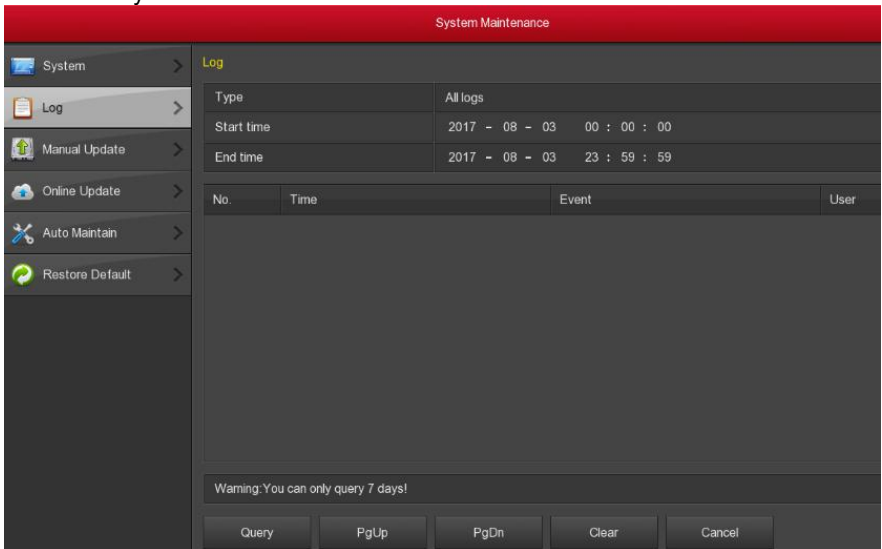 System Maintenance
System
Log
Manual Update
Online Update
Auto Maintain
Restore Default
Log
Type All logs
Start time 2017 - 08 - 03 00 : 00 : 00
End time 2017 - 08 - 03 23 : 59 : 59
No. Time Event User
Warning:You can only query 7 days!
Query PgUp PgDn Clear Cancel